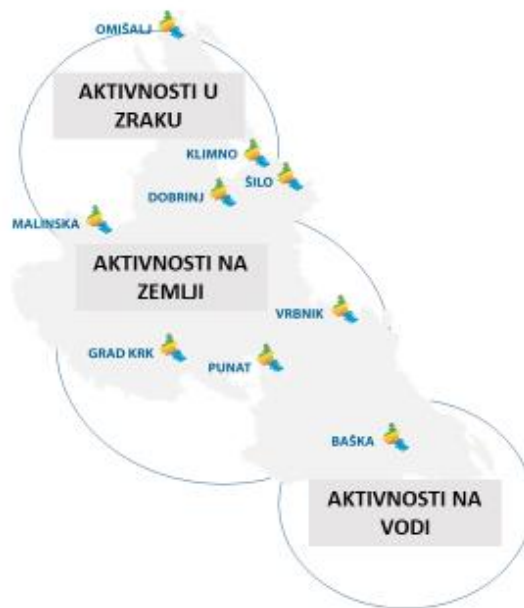 OMIŠALJ
AKTIVNOSTI U
ZRAKU
KLIMNO
ŠILO
DOBRINJ
MALINSKA
AKTIVNOSTI NA
ZEMLJI
VRBNIK
GRAD KRK
PUNAT
BAŠKA
AKTIVNOSTI NA
VODI